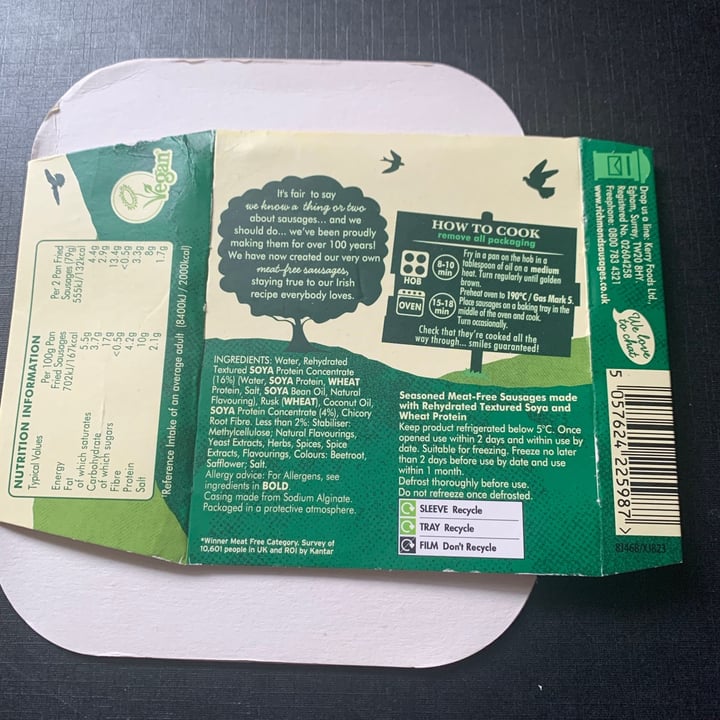 Vegan
NUTRITION INFORMATION
Typical Values
Per 100g Pan
Fried Sausages
Per 2 Pan Fried
Sausages (79g)
Energy 702kJ/167kcal 555kJ/132kcal
Fat 5.5g 4.4g
of which saturates 3.7g 2.9g
Carbohydrate 17g 14g
of which sugars <0.5g <0.5g
Fibre 4.2g 3.3g
Protein 10g 8g
Salt 2.1g 1.7g
Reference Intake of an average adult (8400kJ / 2000kcal)
It's fair to say
we know a thing or two
about sausages... and we
should do... we've been proudly
making them for over 100 years!
We have now created our very own
meat-free sausages,
staying true to our Irish
recipe everybody loves.
HOW TO COOK
remove all packaging
HOB
8-10
min
Fry in a pan on the hob in a
tablespoon of oil on a medium
heat. Turn regularly until golden
brown.
OVEN
15-18
min
Preheat oven to 190°C / Gas Mark 5.
Place sausages on a baking tray in the
middle of the oven and cook.
Turn occasionally.
Check that they're cooked all the
way through... smiles guaranteed!
INGREDIENTS: Water, Rehydrated
Textured SOYA Protein Concentrate
(16%) (Water, SOYA Protein, WHEAT
Protein, Salt, SOYA Bean Oil, Natural
Flavouring), Rusk (WHEAT), Coconut Oil,
SOYA Protein Concentrate (4%), Chicory
Root Fibre. Less than 2%: Stabiliser:
Methylcellulose; Natural Flavourings,
Yeast Extracts, Herbs, Spices, Spice
Extracts, Flavourings, Colours: Beetroot,
Safflower; Salt.
Allergy advice: For Allergens, see
ingredients in BOLD.
Casing made from Sodium Alginate.
Packaged in a protective atmosphere.
*Winner Meat Free Category. Survey of
10,601 people in UK and ROI by Kantar
Seasoned Meat-Free Sausages made
with Rehydrated Textured Soya and
Wheat Protein
Keep product refrigerated below 5°C. Once
opened use within 2 days and within use by
date. Suitable for freezing. Freeze no later
than 2 days before use by date and use
within 1 month.
Defrost thoroughly before use.
Do not refreeze once defrosted.
SLEEVE Recycle
TRAY Recycle
FILM Don't Recycle
Drop us a line: Kerry Foods Ltd.,
Egham, Surrey, TW20 8HY.
Registered No. 02604258
Freephone: 0800 783 4321
www.richmondsausages.co.uk
We love
to chat
5 057624 225987 >
81468/XJ823